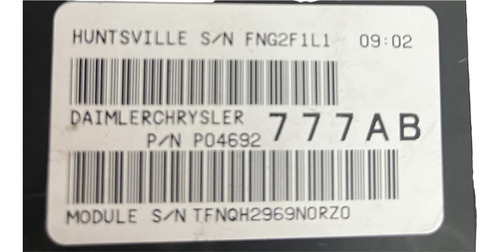 HUNTSVILLE S/N FNG2F1L1 09:02
DAIMLERCHRYSLER
P/N P04692 777AB
MODULE S/N TFNQH2969N0RZ0